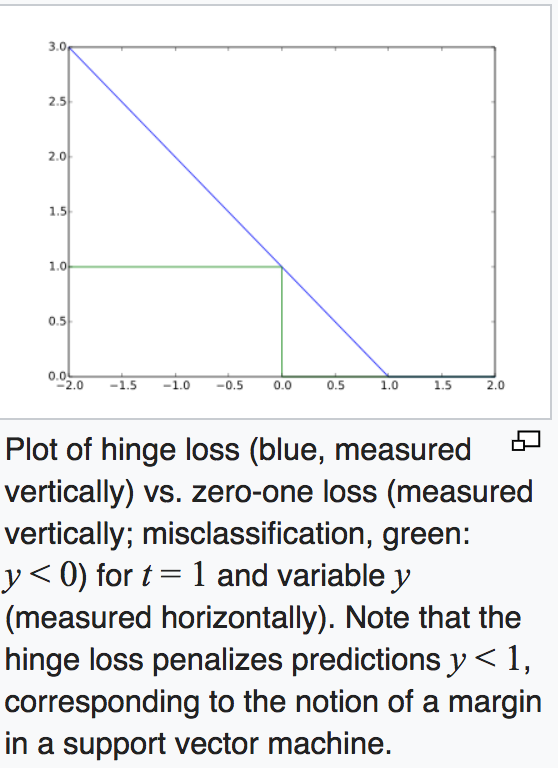 3.0
2.5
2.0
1.5
1.0
0.5
0.0
−2.0 −1.5 −1.0 −0.5 0.0 0.5 1.0 1.5 2.0
Plot of hinge loss (blue, measured
vertically) vs. zero-one loss (measured
vertically; misclassification, green:
y < 0) for t = 1 and variable y
(measured horizontally). Note that the
hinge loss penalizes predictions y < 1,
corresponding to the notion of a margin
in a support vector machine.